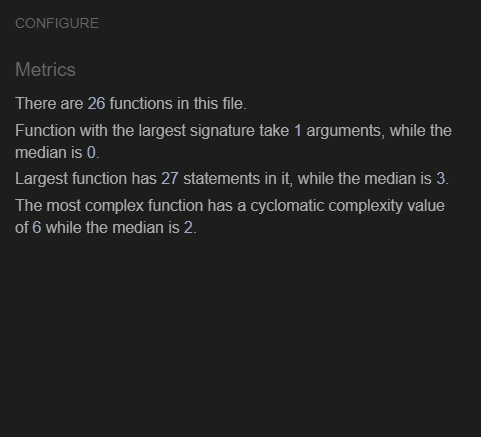 CONFIGURE
Metrics
There are 26 functions in this file.
Function with the largest signature take 1 arguments, while the
median is 0.
Largest function has 27 statements in it, while the median is 3.
The most complex function has a cyclomatic complexity value
of 6 while the median is 2.